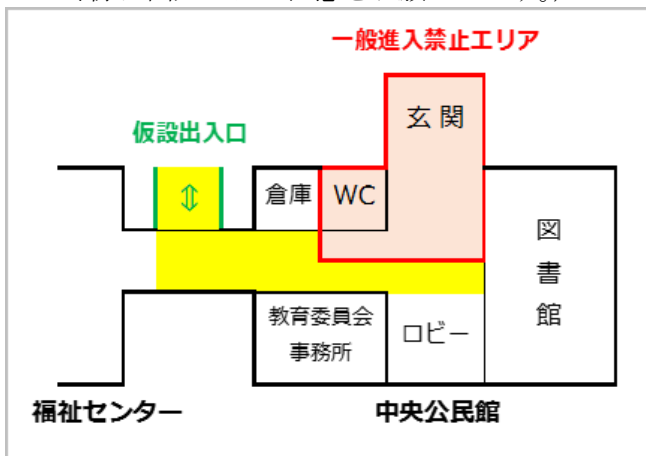 一般進入禁止エリア
玄関
仮設出入口
⇕
倉庫
WC
図書館
教育委員会
事務所
ロビー
福祉センター
中央公民館